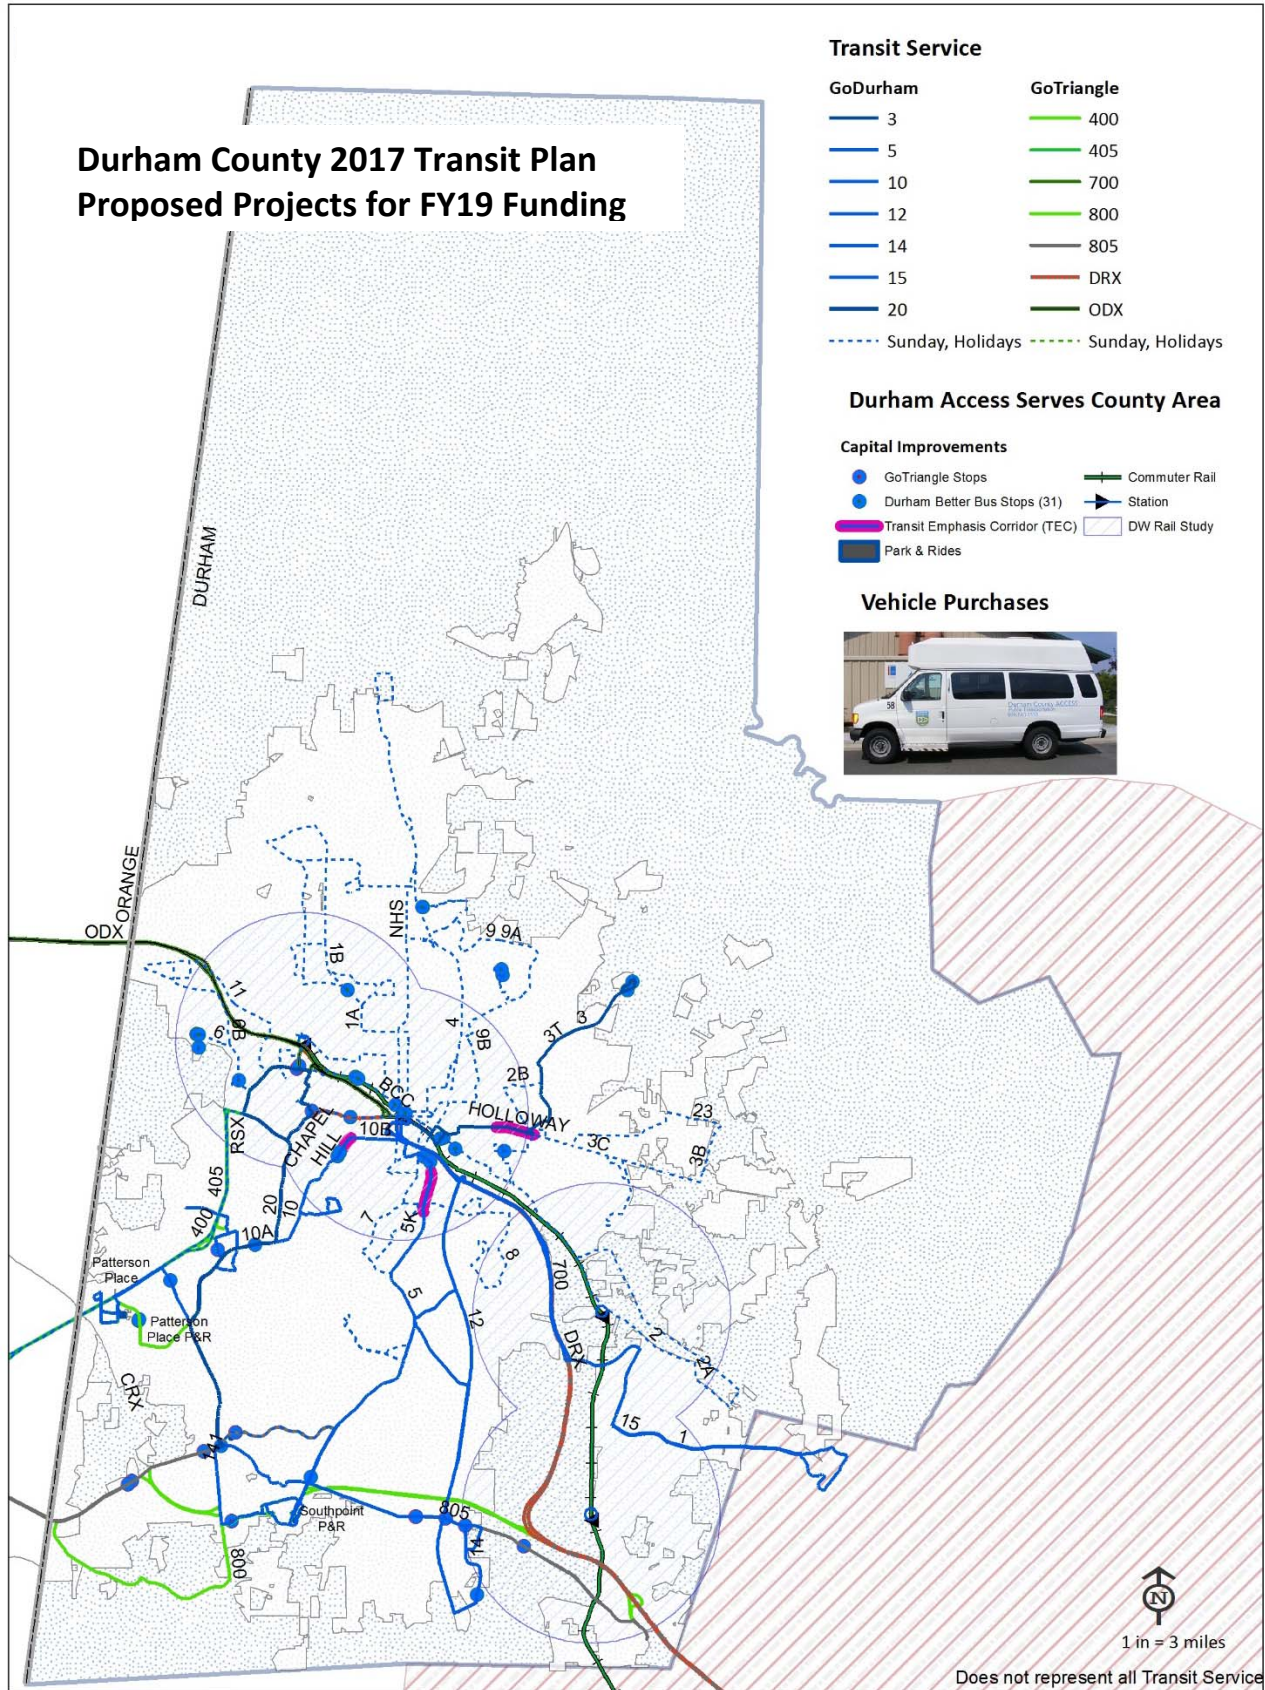 Durham County 2017 Transit Plan
Proposed Projects for FY19 Funding
Transit Service
GoDurham
3
5
10
12
14
15
20
Sunday, Holidays
GoTriangle
400
405
700
800
805
DRX
ODX
Sunday, Holidays
Durham Access Serves County Area
Capital Improvements
GoTriangle Stops
Durham Better Bus Stops (31)
Transit Emphasis Corridor (TEC)
Park & Rides
Commuter Rail
Station
DW Rail Study
Vehicle Purchases
58
Durham County ACCESS
DURHAM
ORANGE
ODX
NHS
9 9A
1B
1A
11
6
4
9B
3T
3
2B
BCC
HOLLOWAY
23
3C
3B
10B
CHAPEL
HILL
RSX
405
400
20
10
10A
7
5K
8
700
Patterson
Place
Patterson
Place P&R
5
12
DRX
2
2A
CRX
15
1
Southpoint
P&R
805
14
800
N
1 in = 3 miles
Does not represent all Transit Service